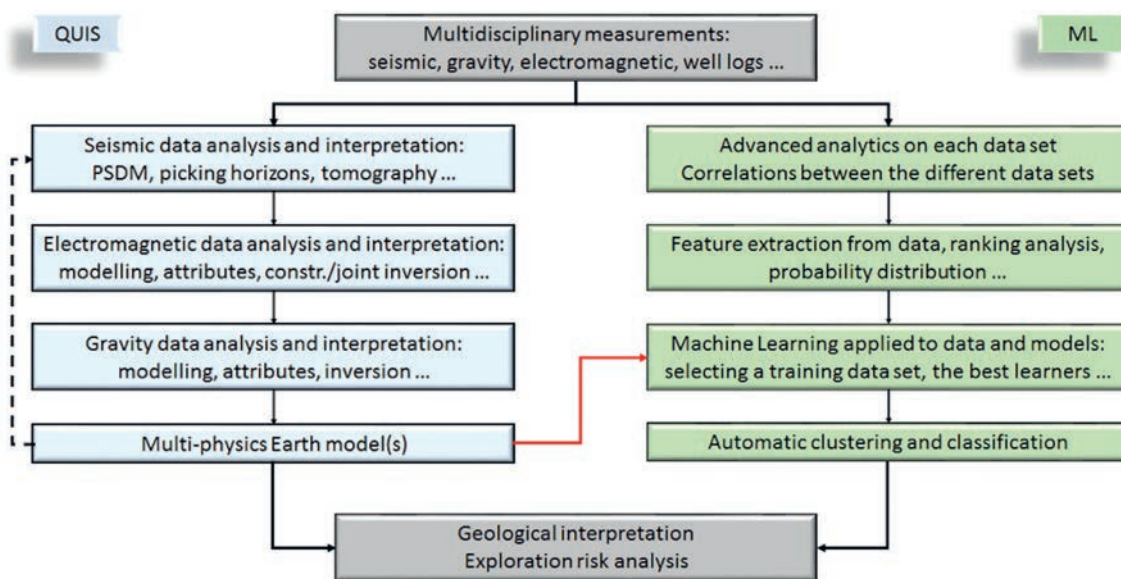 QUIS
Multidisciplinary measurements:
seismic, gravity, electromagnetic, well logs ...
ML
Seismic data analysis and interpretation:
PSDM, picking horizons, tomography ...
Electromagnetic data analysis and interpretation:
modelling, attributes, constr./joint inversion ...
Gravity data analysis and interpretation:
modelling, attributes, inversion ...
Multi-physics Earth model(s)
Advanced analytics on each data set
Correlations between the different data sets
Feature extraction from data, ranking analysis,
probability distribution ...
Machine Learning applied to data and models:
selecting a training data set, the best learners ...
Automatic clustering and classification
Geological interpretation
Exploration risk analysis